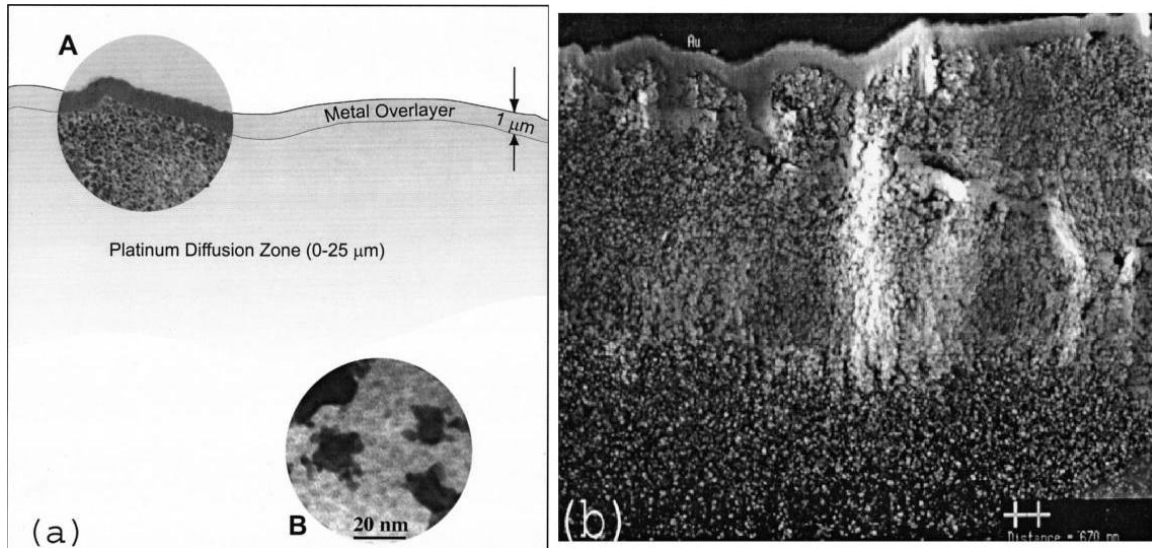 A
Metal Overlayer
1 μm
Platinum Diffusion Zone (0-25 μm)
B
20 nm
(a)
Au
(b)
Distance = 670 nm